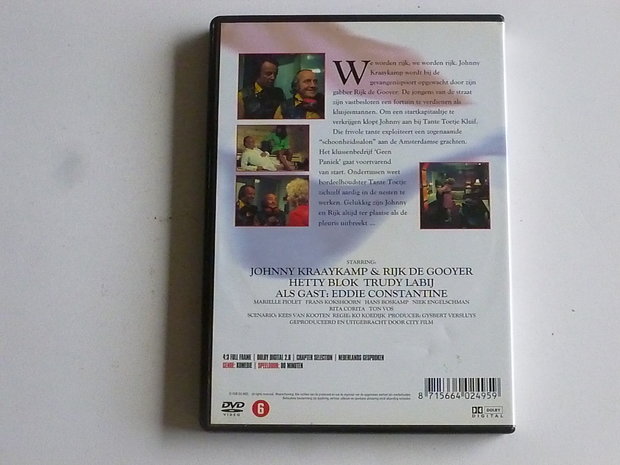 We worden rijk, we worden rijk. Johnny
Kraaykamp wordt bij de
gevangenispoort opgewacht door zijn
gabber Rijk de Gooyer. De jongens van de straat
zijn vastbesloten een fortuin te verdienen als
klusjesmannen. Om een startkapitaaltje te
verkrijgen klopt Johnny aan bij Tante Toetje Kluif.
Die frivole tante exploiteert een zogenaamde
"schoonheidsalon" aan de Amsterdamse grachten.
Het klussenbedrijf 'Geen
Paniek' gaat voortvarend
van start. Ondertussen weet
bordeelhoudster Tante Toetje
zichzelf aardig in de nesten te
werken. Gelukkig zijn Johnny
en Rijk altijd ter plaatse als de
pleuris uitbreekt ...
STARRING:
JOHNNY KRAAYKAMP & RIJK DE GOOYER
HETTY BLOK TRUDY LABIJ
ALS GAST: EDDIE CONSTANTINE
MARIELLE FIOLET FRANS KOKSHOORN HANS BOSKAMP NIEK ENGELSCHMAN
RITA CORITA TON VOS
SCENARIO: KEES VAN KOOTEN REGIE: KO KOEDIJK PRODUCER: GYSBERT VERSLUYS
GEPRODUCEERD EN UITGEBRACHT DOOR CITY FILM
4:3 FULL FRAME | DOLBY DIGITAL 2.0 | CHAPTER SELECTION | NEDERLANDS GESPROKEN
GENRE: KOMEDIE | SPEELDUUR: 90 MINUTEN
DVD
VIDEO
6
8 715664 024959
DOLBY
DIGITAL